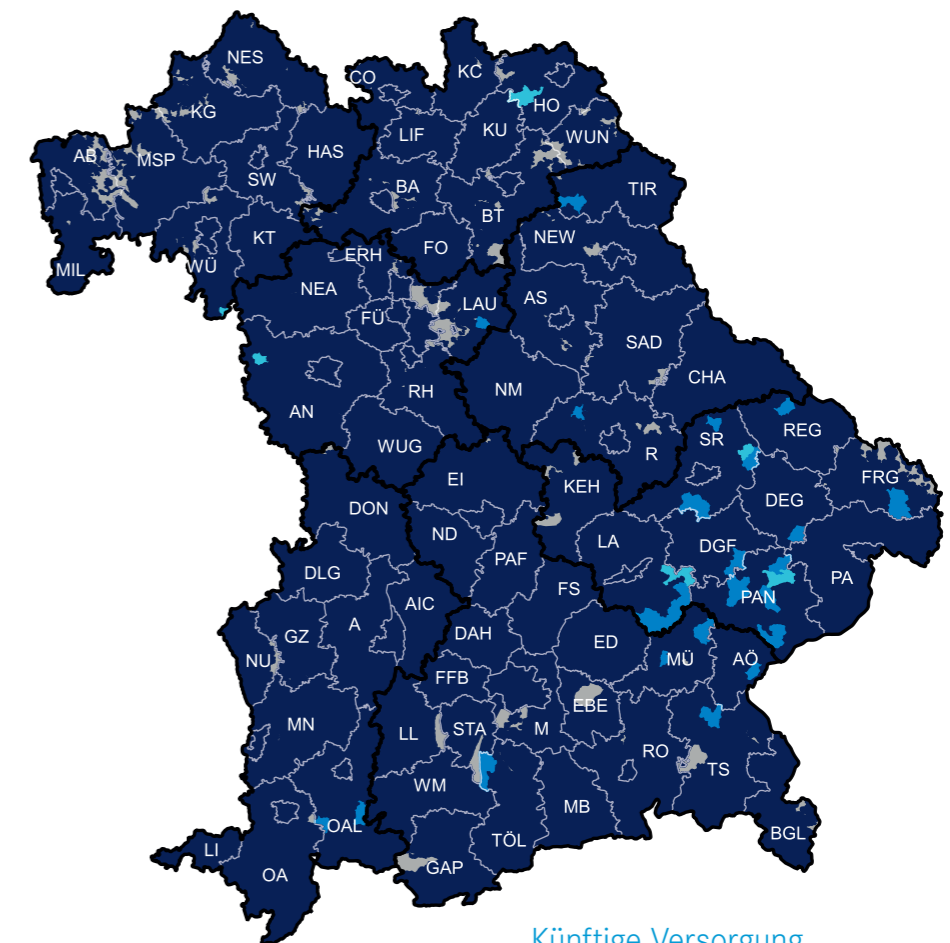 NES
CO
KC
KG
HO
LIF
KU
WUN
AB
MSP
HAS
SW
BA
TIR
BT
KT
NEW
FO
ERH
WÜ
MIL
NEA
AS
LAU
FÜ
SAD
CHA
NM
RH
AN
REG
SR
WUG
R
EI
FRG
KEH
DEG
DON
ND
LA
DGF
PAF
DLG
PA
FS
PAN
AIC
A
GZ
DAH
ED
NU
MÜ
AÖ
FFB
EBE
MN
LL
STA
M
RO
TS
WM
MB
OAL
BGL
TÖL
LI
GAP
OA
Künftige Versorgung